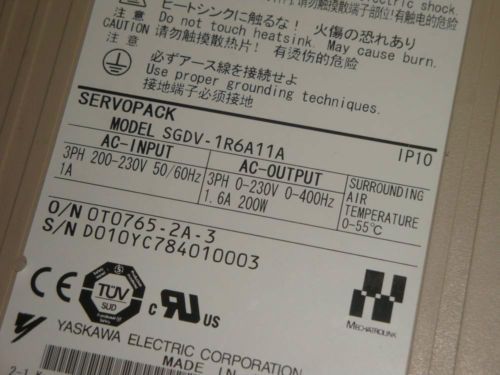 electric shock.
ヒートシンクに触るな! 火傷の恐れあり
Do not touch heatsink. May cause burn.
CAUTION 请勿触摸散热片! 有烫伤的危险
必ずアース線を接続せよ
Use proper grounding techniques.
接地端子必须接地
SERVOPACK
MODEL SGDV-1R6A11A
IP10
AC-INPUT
3PH 200-230V 50/60Hz
1A
AC-OUTPUT
3PH 0-230V 0-400Hz
1.6A 200W
SURROUNDING
AIR
TEMPERATURE
0-55℃
O/N 0T0765-2A-3
S/N D010YC784010003
CE
TÜV
SÜD
c RU US
MECHATROLINK
YASKAWA ELECTRIC CORPORATION
MADE IN